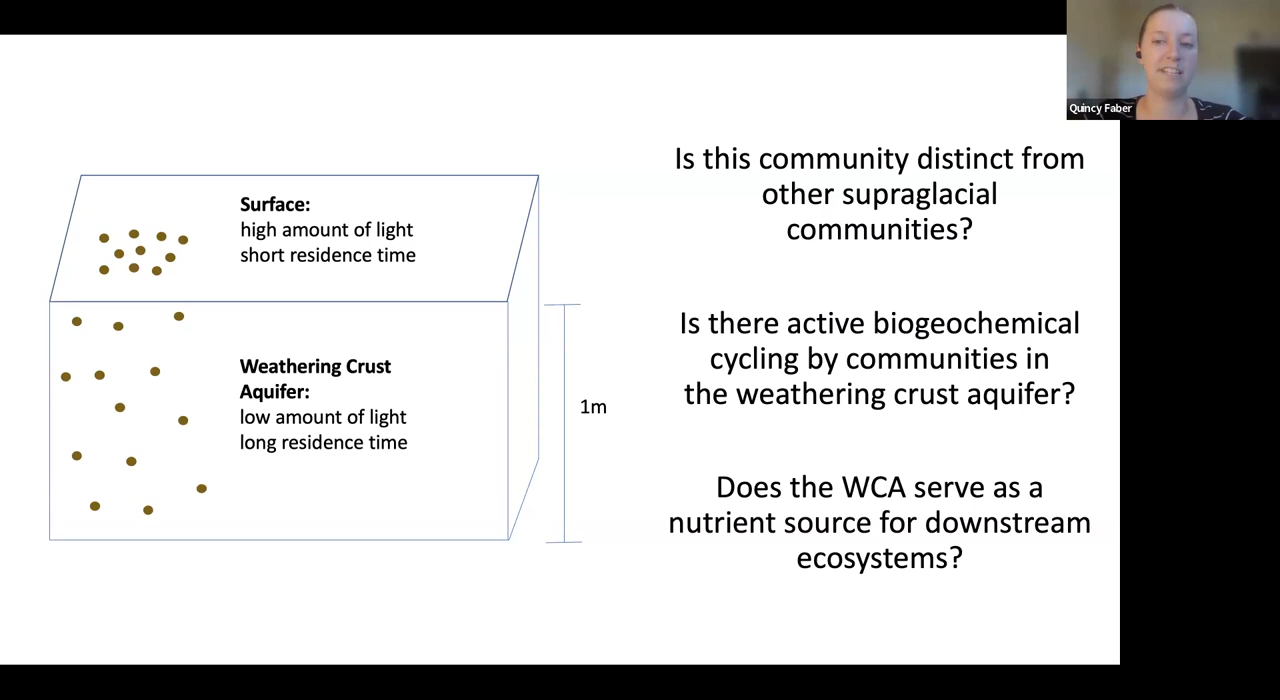 Quincy Faber
Surface:
high amount of light
short residence time
Weathering Crust
Aquifer:
low amount of light
long residence time
1m
Is this community distinct from
other supraglacial
communities?
Is there active biogeochemical
cycling by communities in
the weathering crust aquifer?
Does the WCA serve as a
nutrient source for downstream
ecosystems?